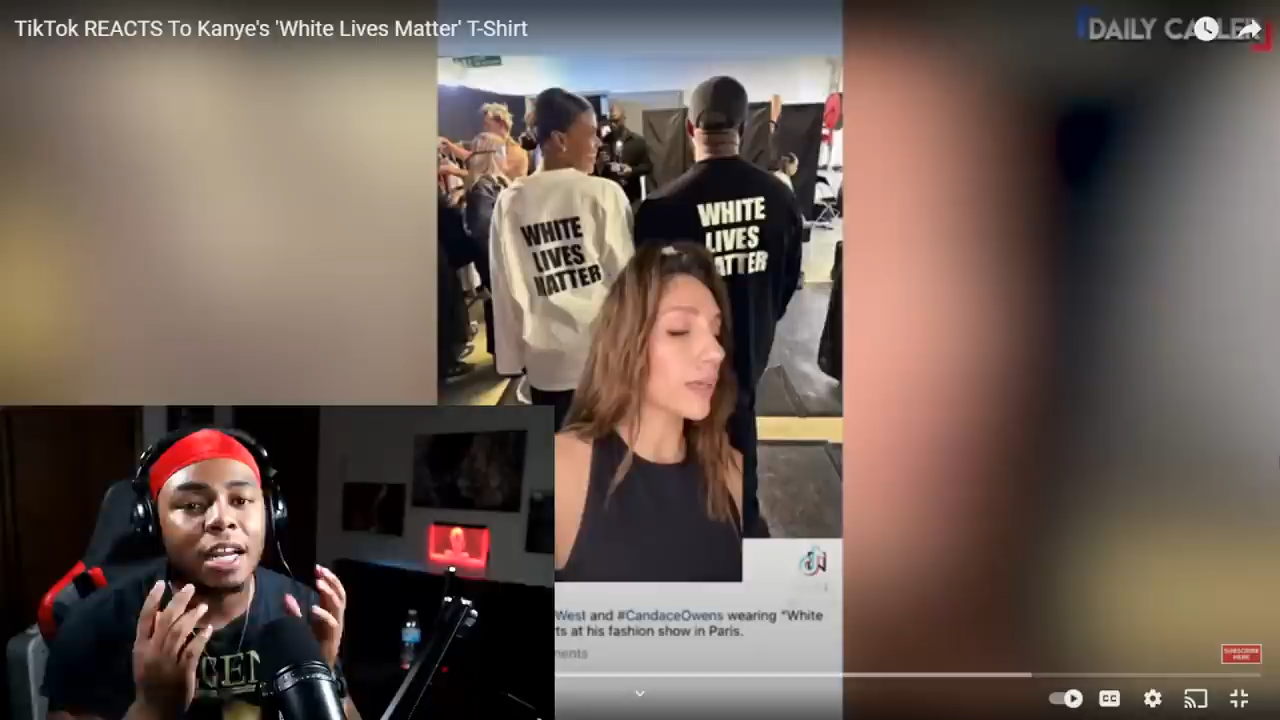 TikTok REACTS To Kanye's 'White Lives Matter' T-Shirt
DAILY CALLER
WHITE
LIVES
MATTER
WHITE
LIVES
MATTER
West and #CandaceOwens wearing "White
ts at his fashion show in Paris.
nents
SUBSCRIBE
CC